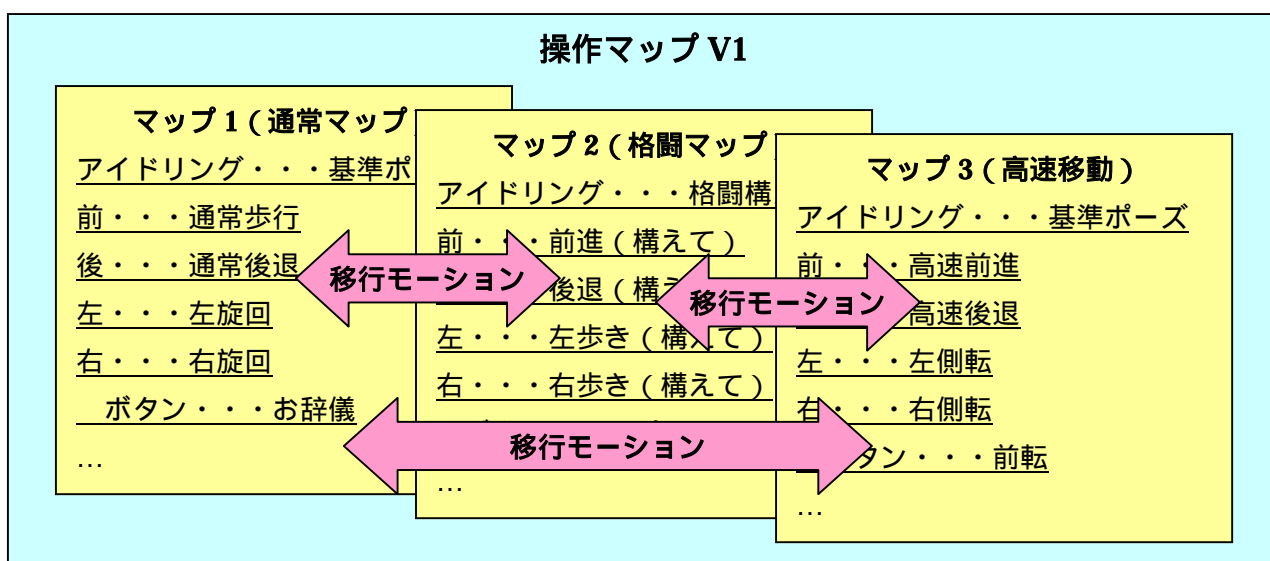 操作マップ V1
マップ 1（通常マップ
アイドリング・・・基準ポ
前・・・通常歩行
後・・・通常後退
左・・・左旋回
右・・・右旋回
ボタン・・・お辞儀
…
マップ 2（格闘マップ
アイドリング・・・格闘構
前・・・前進（構えて）
後退（構え
左・・・左歩き（構えて）
右・・・右歩き（構えて）
…
マップ 3（高速移動）
アイドリング・・・基準ポーズ
前・・・高速前進
高速後退
左・・・左側転
右・・・右側転
タン・・・前転
…
移行モーション
移行モーション
移行モーション